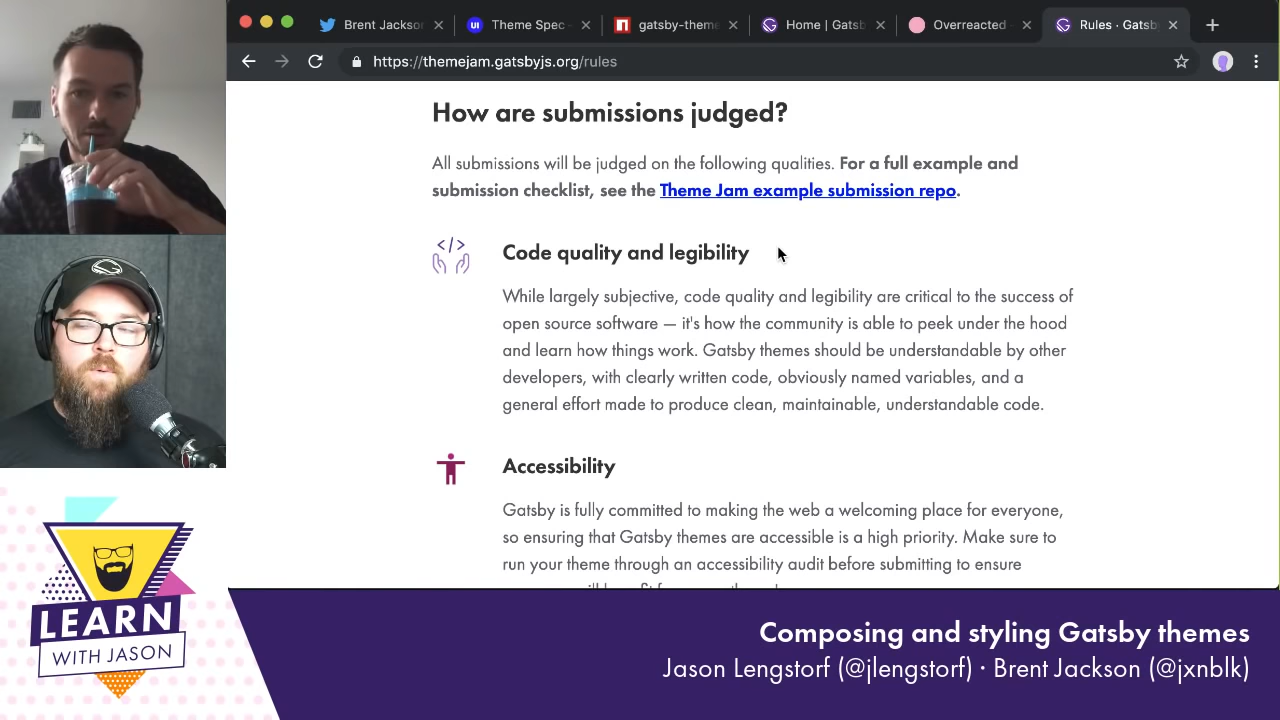 Brent Jackso
Theme Spec
gatsby-theme
Home | Gatsb
Overreacted
Rules · Gatsb
https://themejam.gatsbyjs.org/rules
How are submissions judged?
All submissions will be judged on the following qualities. For a full example and
submission checklist, see the Theme Jam example submission repo.
</>
Code quality and legibility
While largely subjective, code quality and legibility are critical to the success of
open source software — it's how the community is able to peek under the hood
and learn how things work. Gatsby themes should be understandable by other
developers, with clearly written code, obviously named variables, and a
general effort made to produce clean, maintainable, understandable code.
Accessibility
Gatsby is fully committed to making the web a welcoming place for everyone,
so ensuring that Gatsby themes are accessible is a high priority. Make sure to
run your theme through an accessibility audit before submitting to ensure
LEARN
WITH JASON
Composing and styling Gatsby themes
Jason Lengstorf (@jlengstorf) · Brent Jackson (@jxnblk)